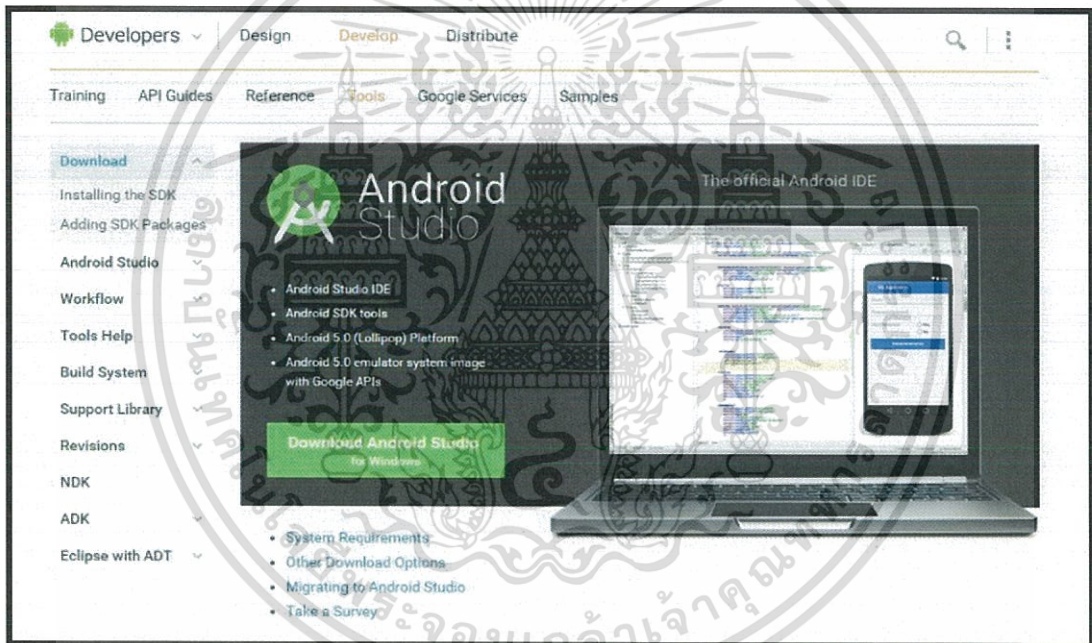 Developers
Design Develop Distribute
Training API Guides Reference Tools Google Services Samples
Download
Installing the SDK
Adding SDK Packages
Android Studio
Workflow
Tools Help
Build System
Support Library
Revisions
NDK
ADK
Eclipse with ADT
Android
Studio
• Android Studio IDE
• Android SDK tools
• Android 5.0 (Lollipop) Platform
• Android 5.0 emulator system image
with Google APIs
Download Android Studio
for Windows
The official Android IDE
• System Requirements
• Other Download Options
• Migrating to Android Studio
• Take a Survey